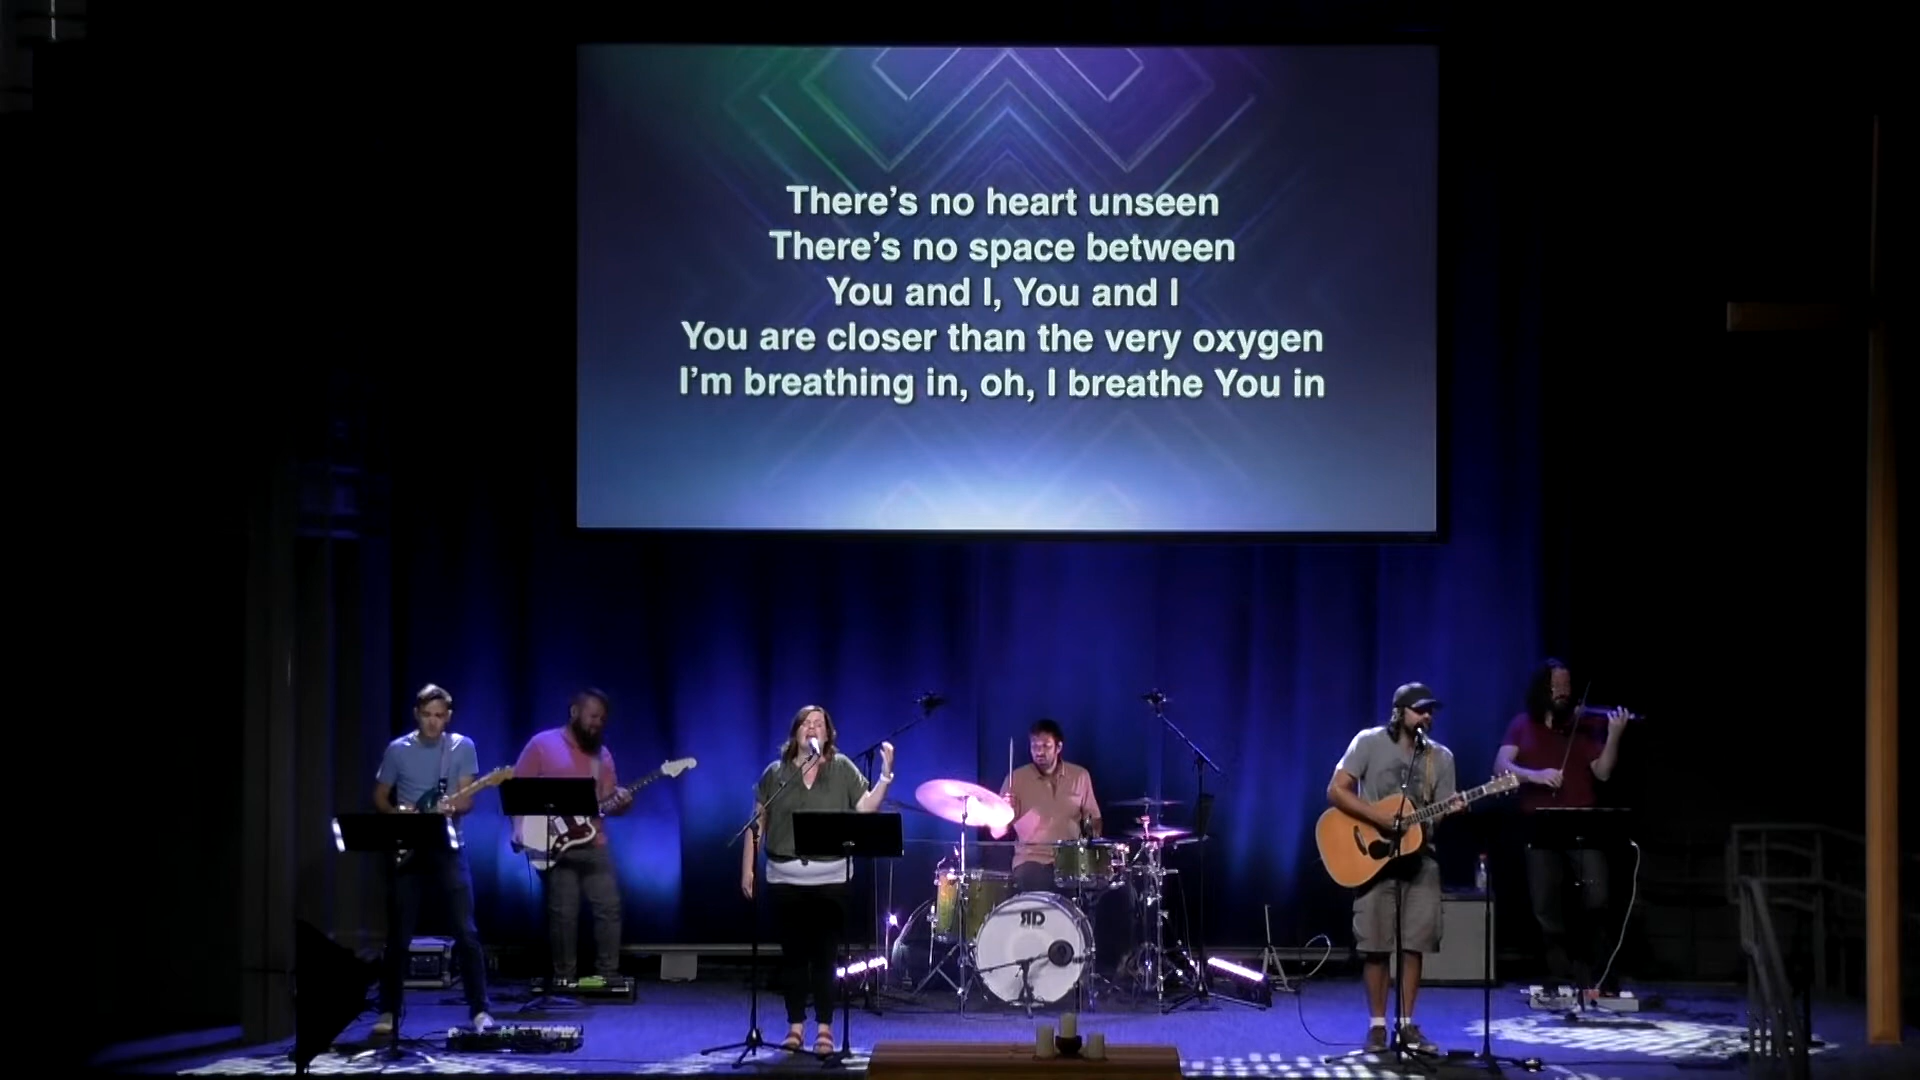 There's no heart unseen
There's no space between
You and I, You and I
You are closer than the very oxygen
I'm breathing in, oh, I breathe You in